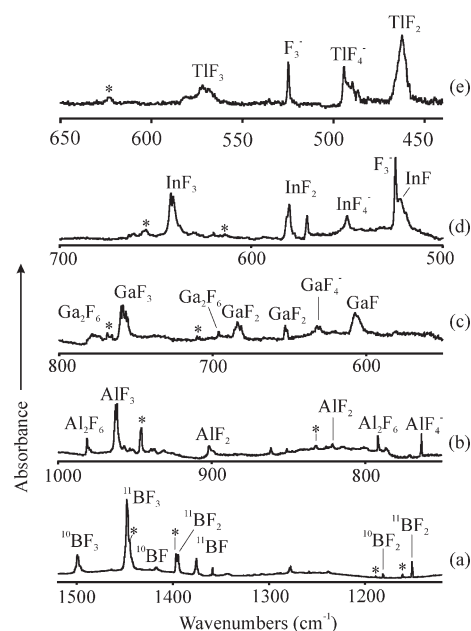 TlF₂
F₃⁻
TlF₄⁻
TlF₃
*
(e)
650 600 550 500 450
F₃⁻
InF
InF₃
InF₂
InF₄⁻
* *
(d)
700 600 500
Ga₂F₆
GaF₃
Ga₂F₆
GaF₂
GaF₂
GaF₄⁻
GaF
* *
(c)
800 700 600
Al₂F₆
AlF₃
*
AlF₂
*
AlF₂
Al₂F₆
AlF₄⁻
(b)
1000 900 800
¹⁰BF₃
¹¹BF₃
*
¹⁰BF
*
¹¹BF₂
¹¹BF
¹⁰BF₂
¹¹BF₂
* *
(a)
1500 1400 1300 1200
Wavenumbers (cm⁻¹)
Absorbance